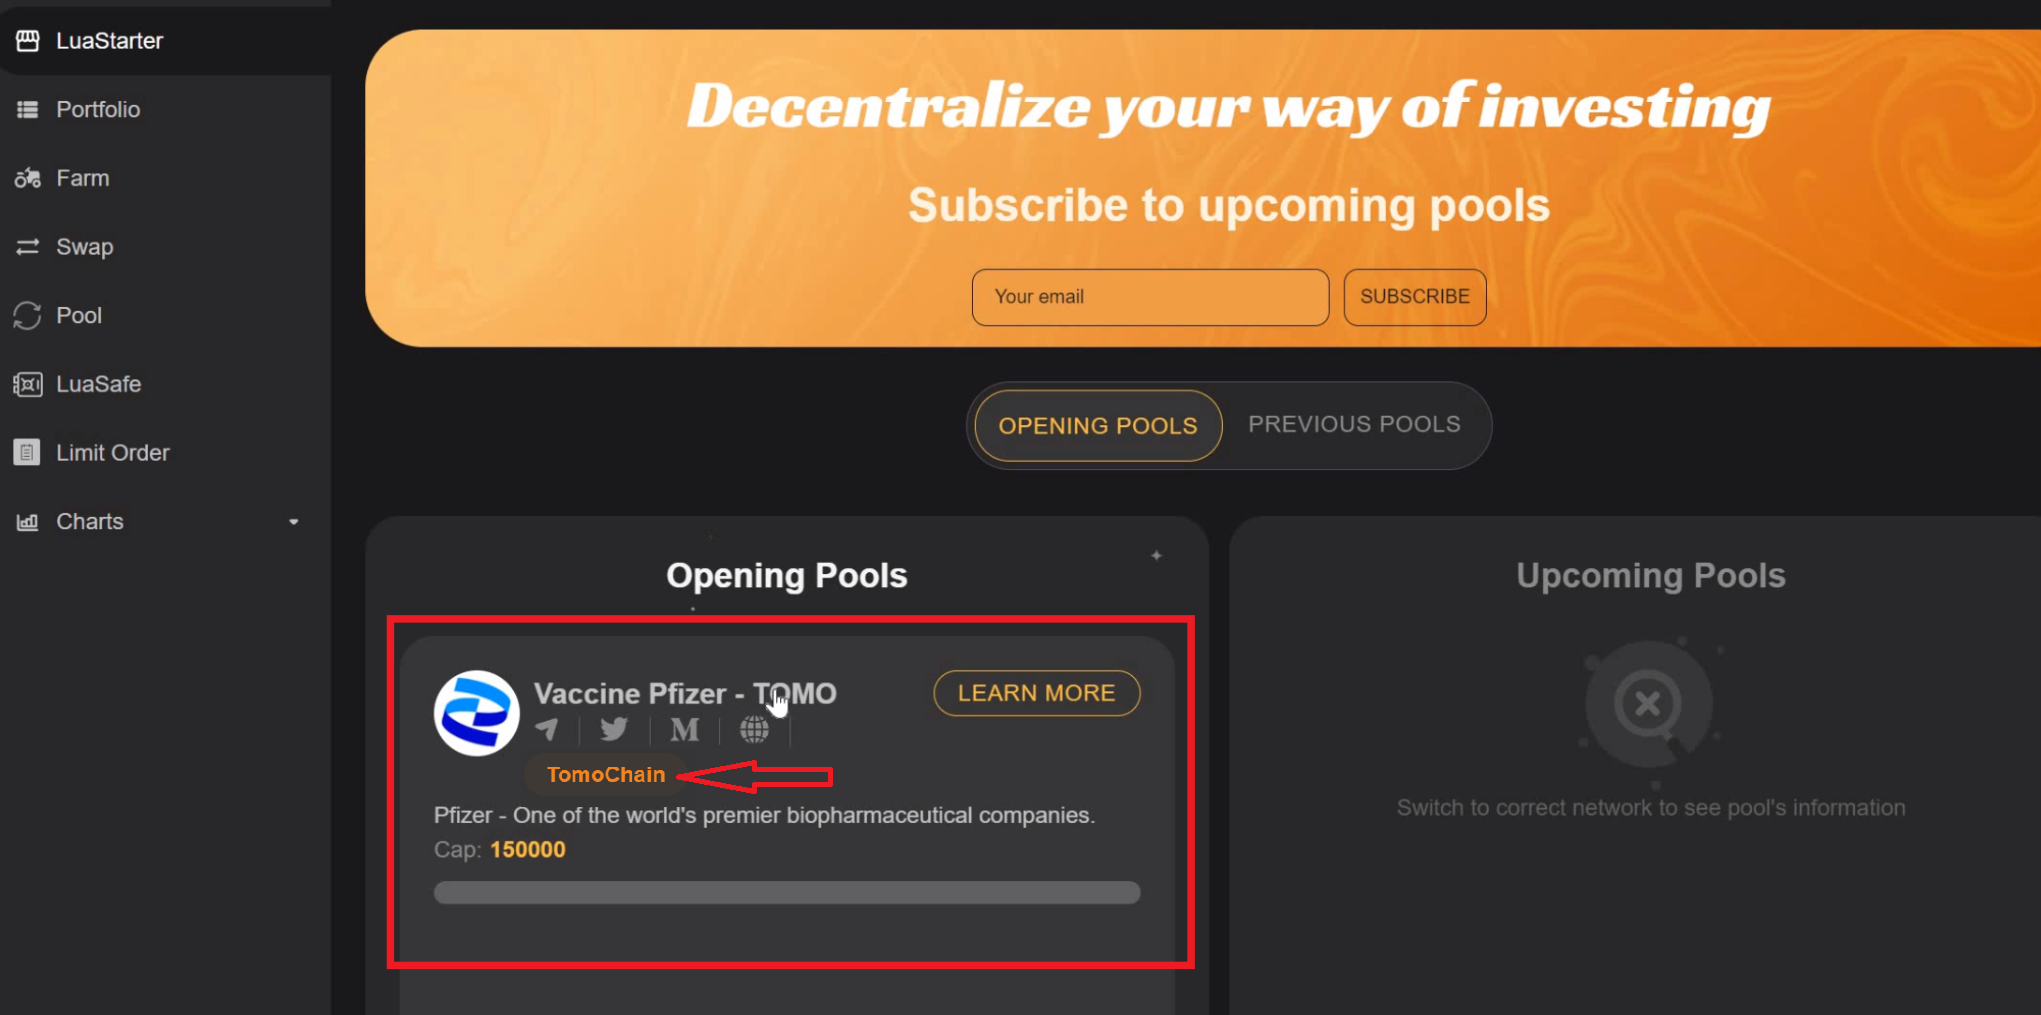 LuaStarter
Portfolio
Farm
Swap
Pool
LuaSafe
Limit Order
Charts
Decentralize your way of investing
Subscribe to upcoming pools
Your email
SUBSCRIBE
OPENING POOLS
PREVIOUS POOLS
Opening Pools
Vaccine Pfizer - TOMO
LEARN MORE
M
TomoChain
Pfizer - One of the world's premier biopharmaceutical companies.
Cap: 150000
Upcoming Pools
Switch to correct network to see pool's information